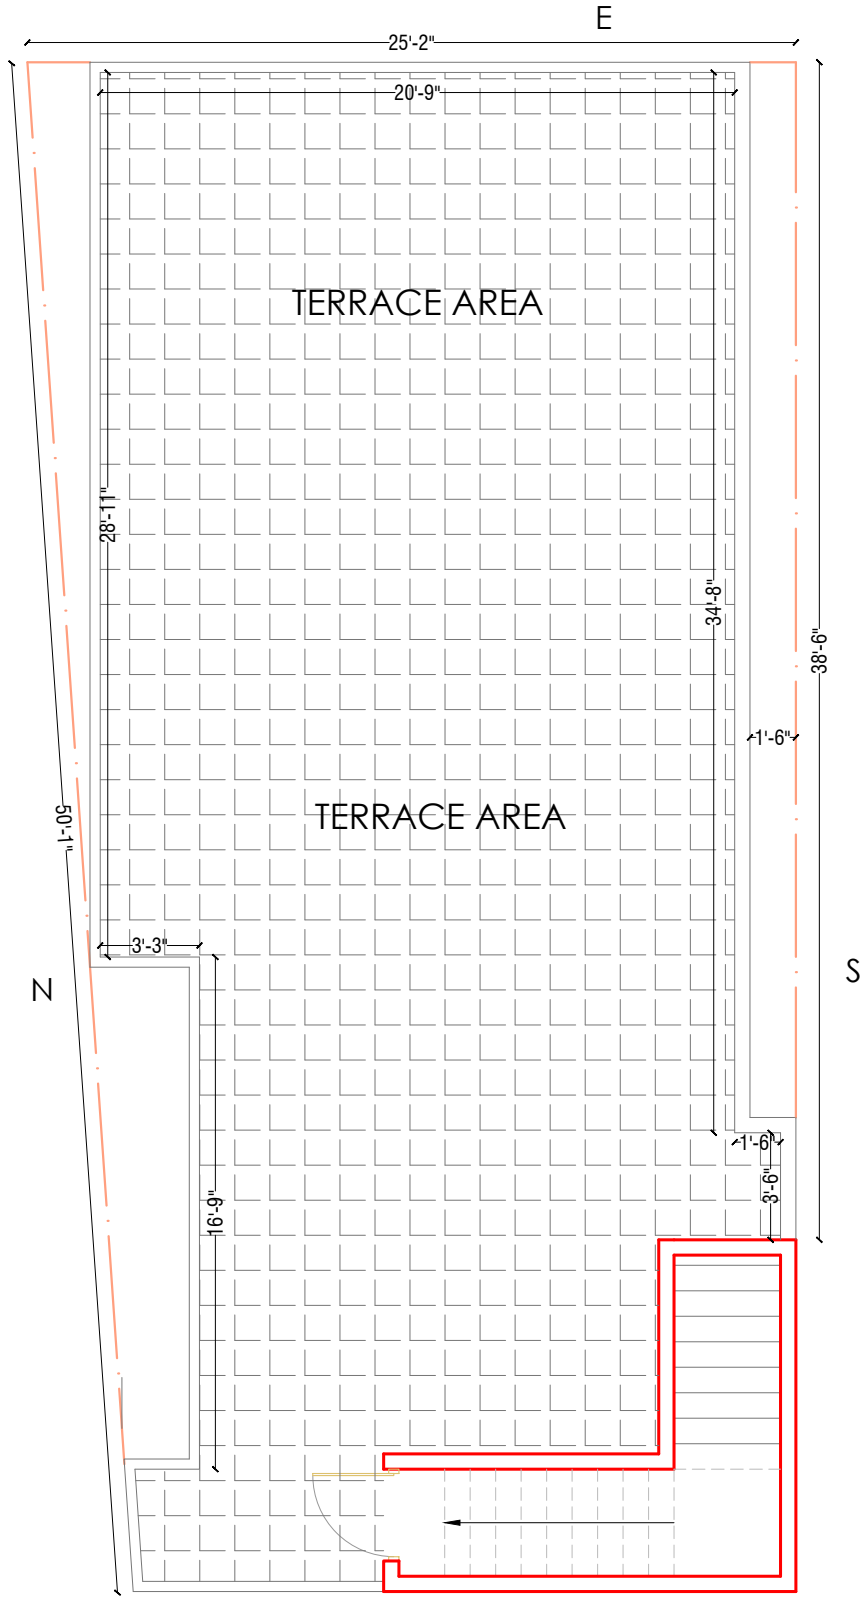 E
25'-2"
20'-9"
TERRACE AREA
28'-11"
34'-8"
38'-6"
1'-6"
TERRACE AREA
50'-1"
3'-3"
N
S
1'-6"
3'-6"
16'-9"